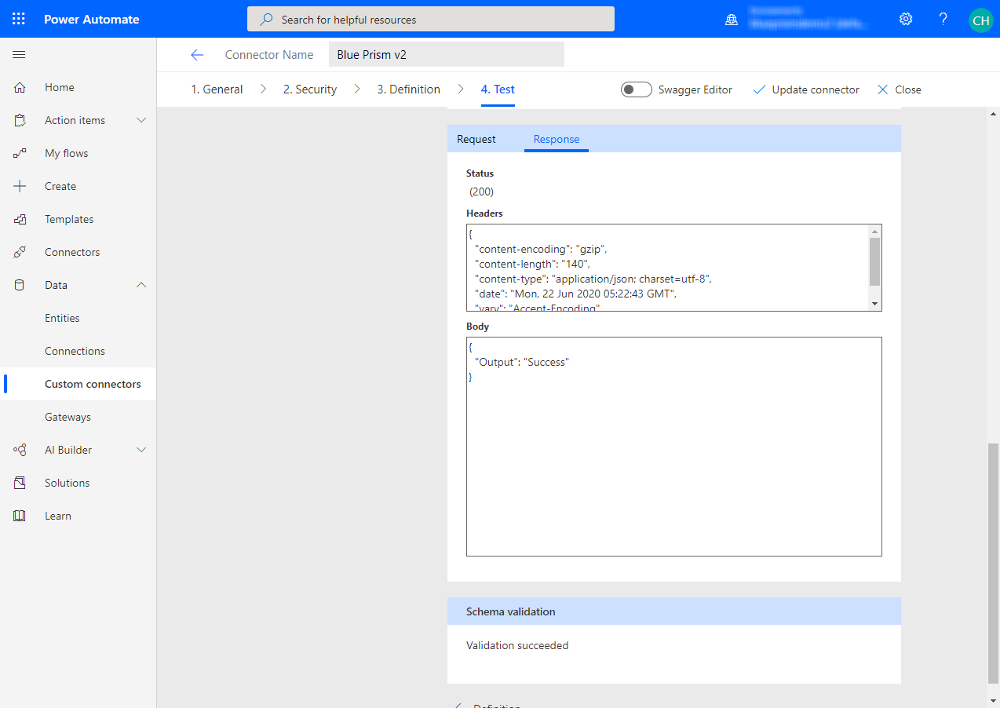 Power Automate
Search for helpful resources
?
CH
Connector Name
Blue Prism v2
1. General
2. Security
3. Definition
4. Test
Swagger Editor
Update connector
Close
Home
Action items
My flows
Create
Templates
Connectors
Data
Entities
Connections
Custom connectors
Gateways
AI Builder
Solutions
Learn
Request
Response
Status
(200)
Headers
{
"content-encoding": "gzip",
"content-length": "140",
"content-type": "application/json; charset=utf-8",
"date": "Mon, 22 Jun 2020 05:22:43 GMT",
"vary": "Accept-Encoding"
Body
{
"Output": "Success"
}
Schema validation
Validation succeeded
Definition